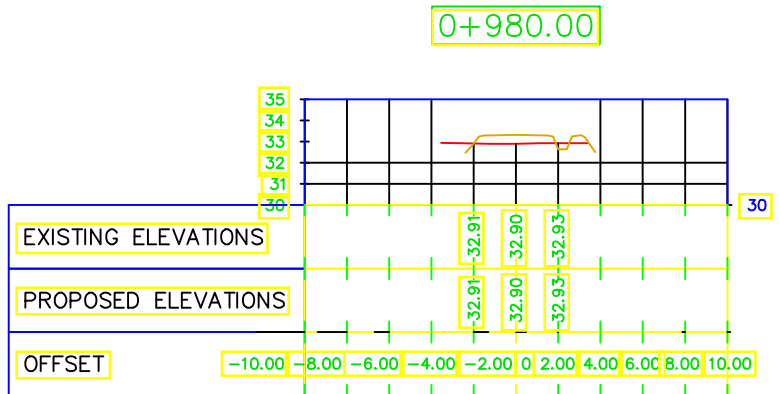 0+980.00
35
34
33
32
31
30 30
EXISTING ELEVATIONS -32.91 -32.90 -32.93
PROPOSED ELEVATIONS -32.91 -32.90 -32.93
OFFSET -10.00 -8.00 -6.00 -4.00 -2.00 0 2.00 4.00 6.00 8.00 10.00